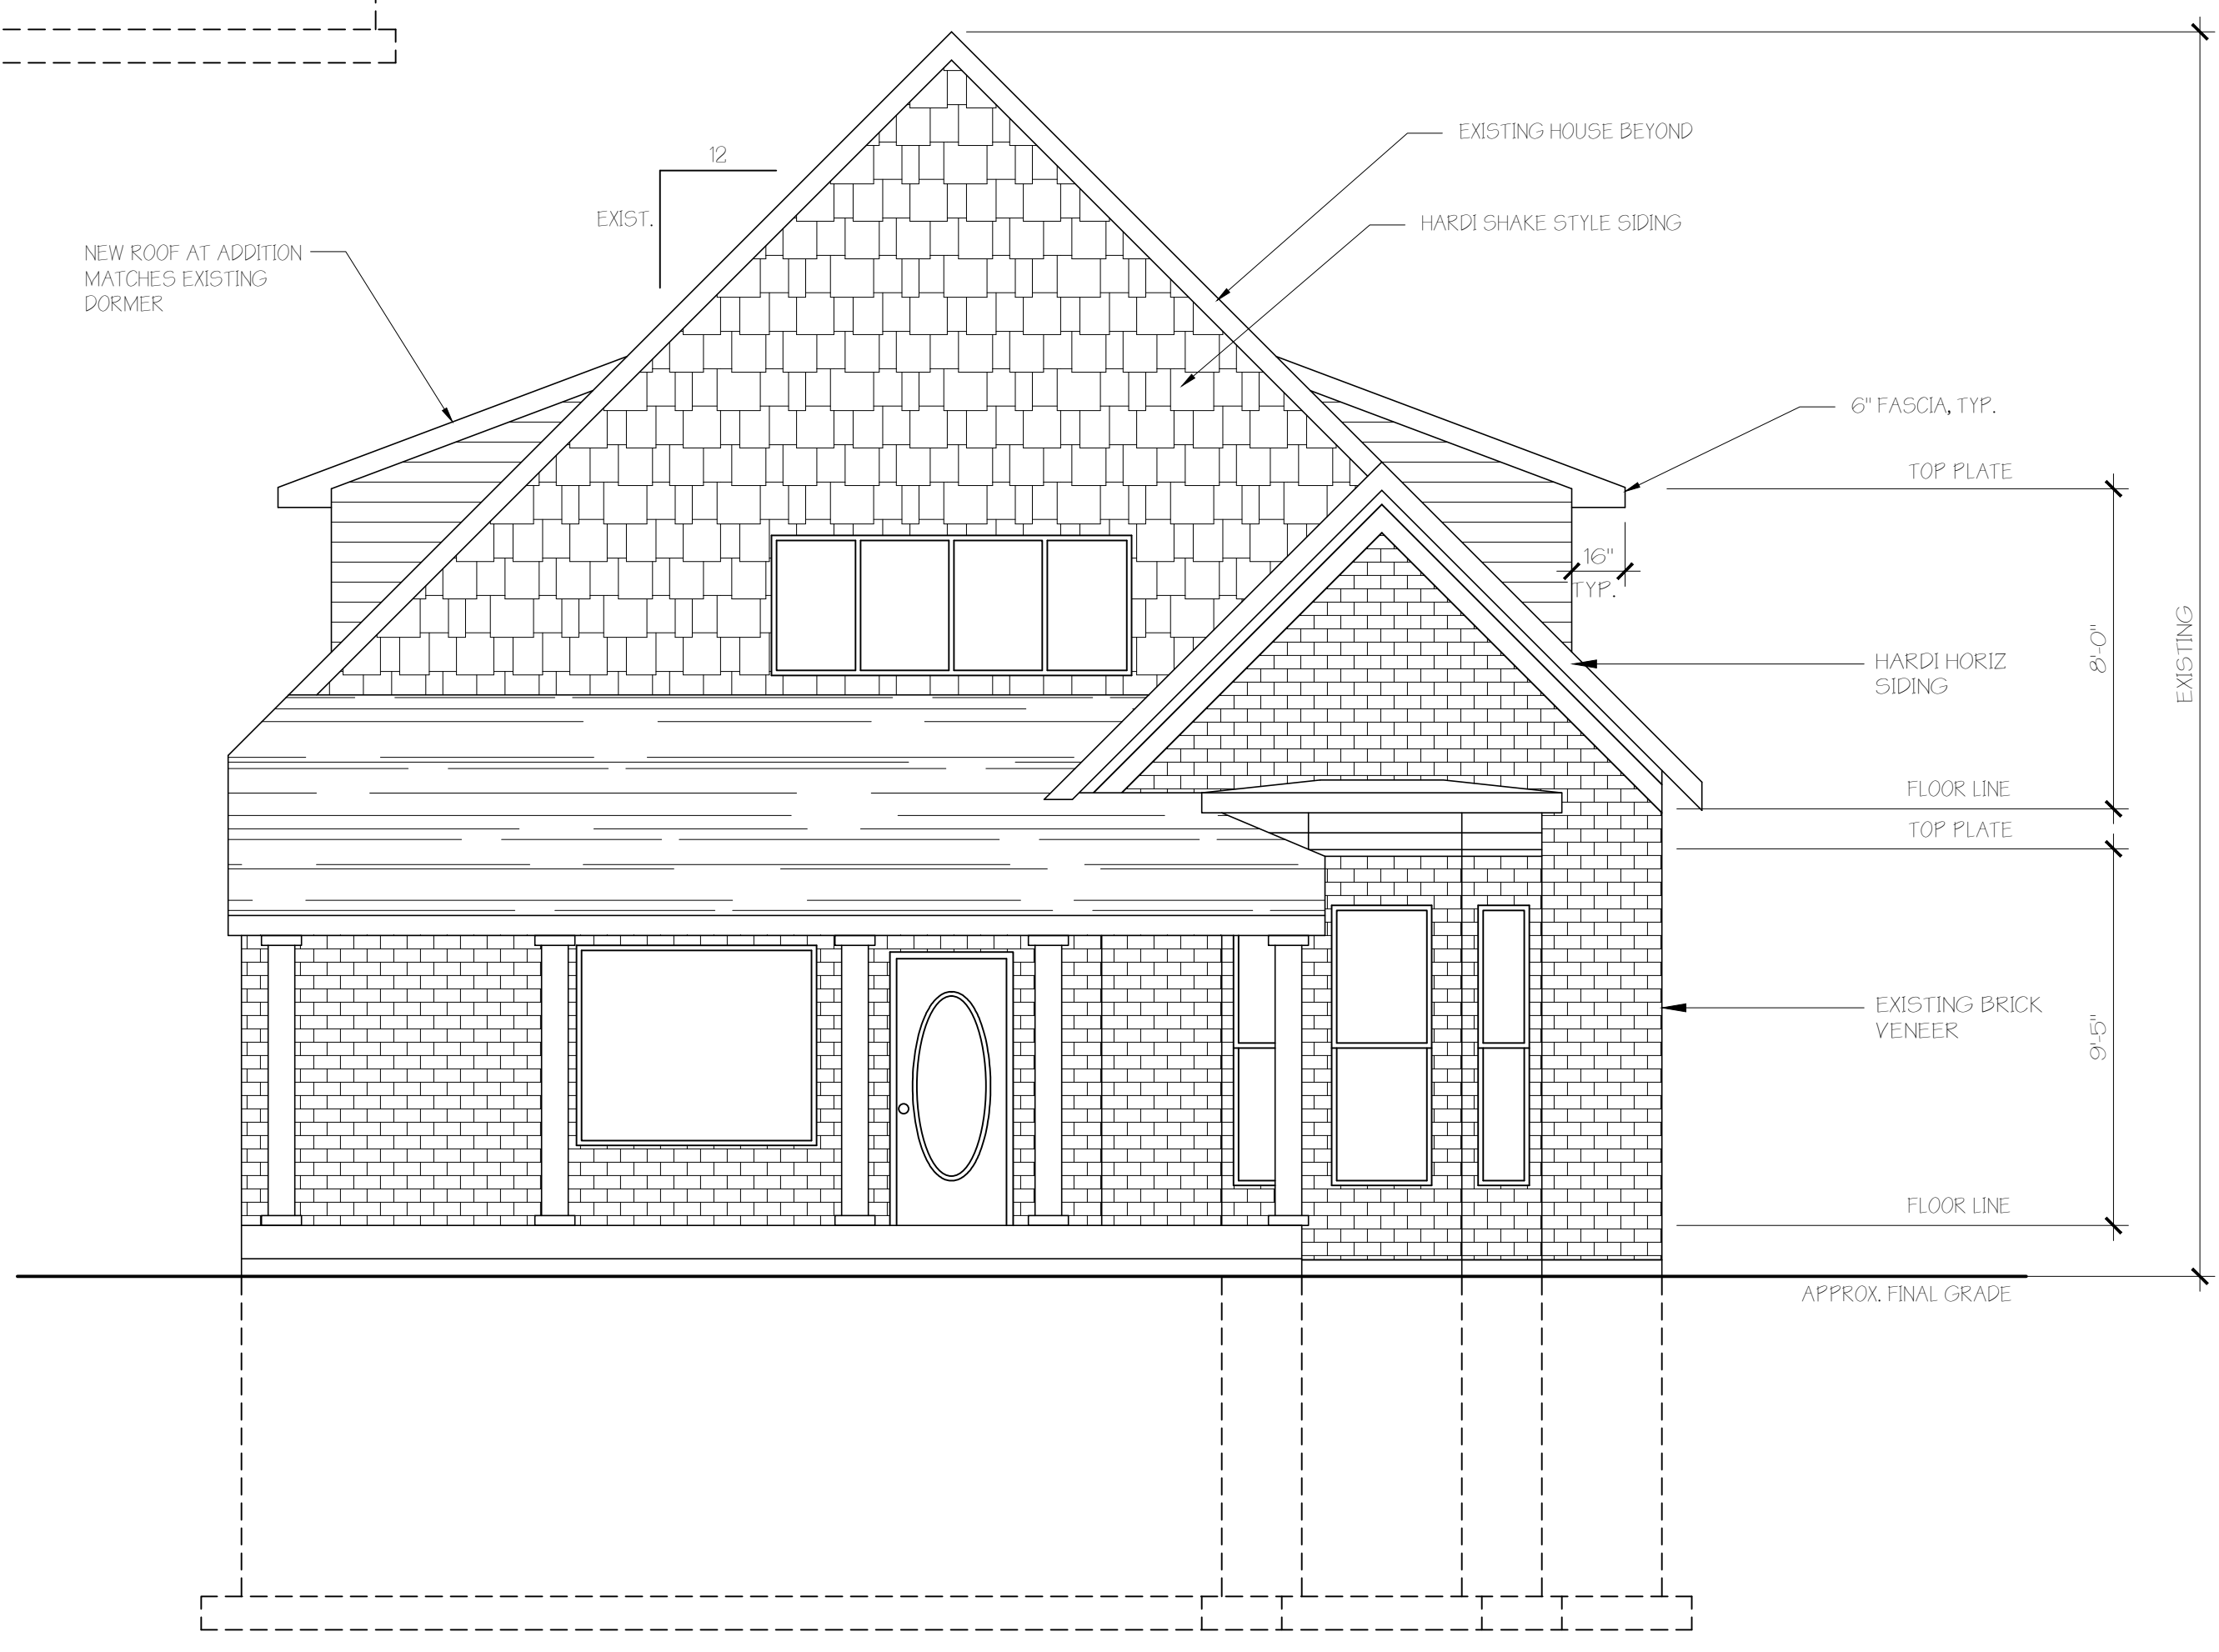 EXISTING HOUSE BEYOND
12
EXIST.
HARDI SHAKE STYLE SIDING
NEW ROOF AT ADDITION
MATCHES EXISTING
DORMER
6" FASCIA, TYP.
TOP PLATE
16"
TYP.
8'-0"
EXISTING
HARDI HORIZ
SIDING
FLOOR LINE
TOP PLATE
EXISTING BRICK
VENEER
9'-5"
FLOOR LINE
APPROX. FINAL GRADE